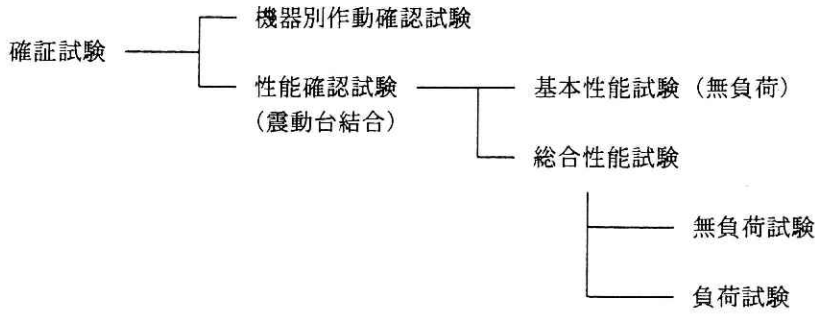 機器別作動確認試験
確証試験
性能確認試験
(震動台結合)
基本性能試験(無負荷)
総合性能試験
無負荷試験
負荷試験